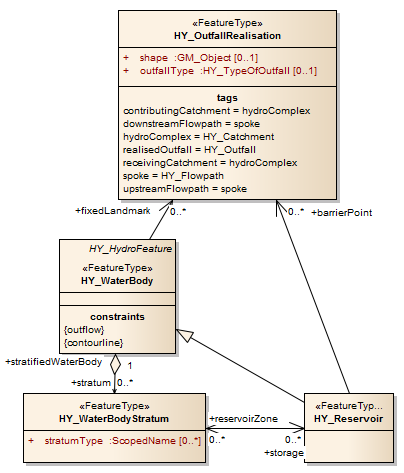 «FeatureType»
HY_OutfallRealisation
+ shape :GM_Object [0..1]
+ outfallType :HY_TypeOfOutfall [0..1]
tags
contributingCatchment = hydroComplex
downstreamFlowpath = spoke
hydroComplex = HY_Catchment
realisedOutfall = HY_Outfall
receivingCatchment = hydroComplex
spoke = HY_Flowpath
upstreamFlowpath = spoke
+fixedLandmark 0..* 0..* +barrierPoint
HY_HydroFeature
«FeatureType»
HY_WaterBody
constraints
{outflow}
{contourline}
+stratifiedWaterBody 1
+stratum 0..*
«FeatureType»
HY_WaterBodyStratum
+ stratumType :ScopedName [0..*]
+reservoirZone
0..* 0..*
+storage
«FeatureTyp...
HY_Reservoir